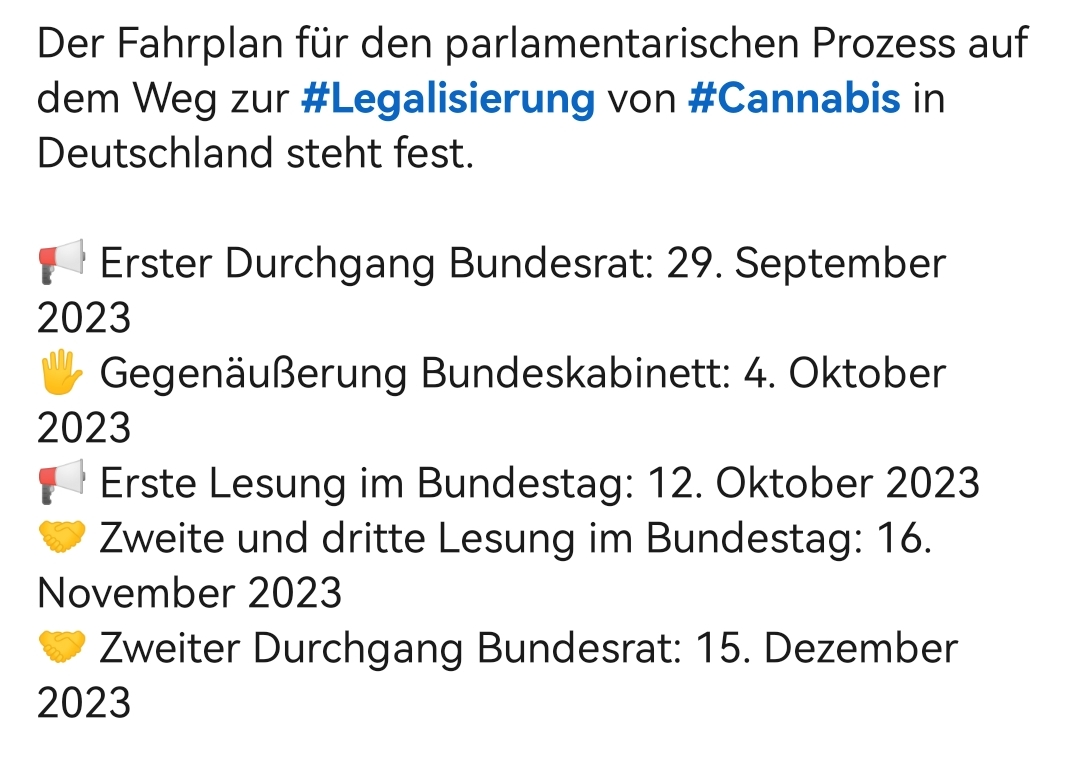 Der Fahrplan für den parlamentarischen Prozess auf
dem Weg zur #Legalisierung von #Cannabis in
Deutschland steht fest.
📢 Erster Durchgang Bundesrat: 29. September
2023
🖐 Gegenäußerung Bundeskabinett: 4. Oktober
2023
📢 Erste Lesung im Bundestag: 12. Oktober 2023
🤝 Zweite und dritte Lesung im Bundestag: 16.
November 2023
🤝 Zweiter Durchgang Bundesrat: 15. Dezember
2023